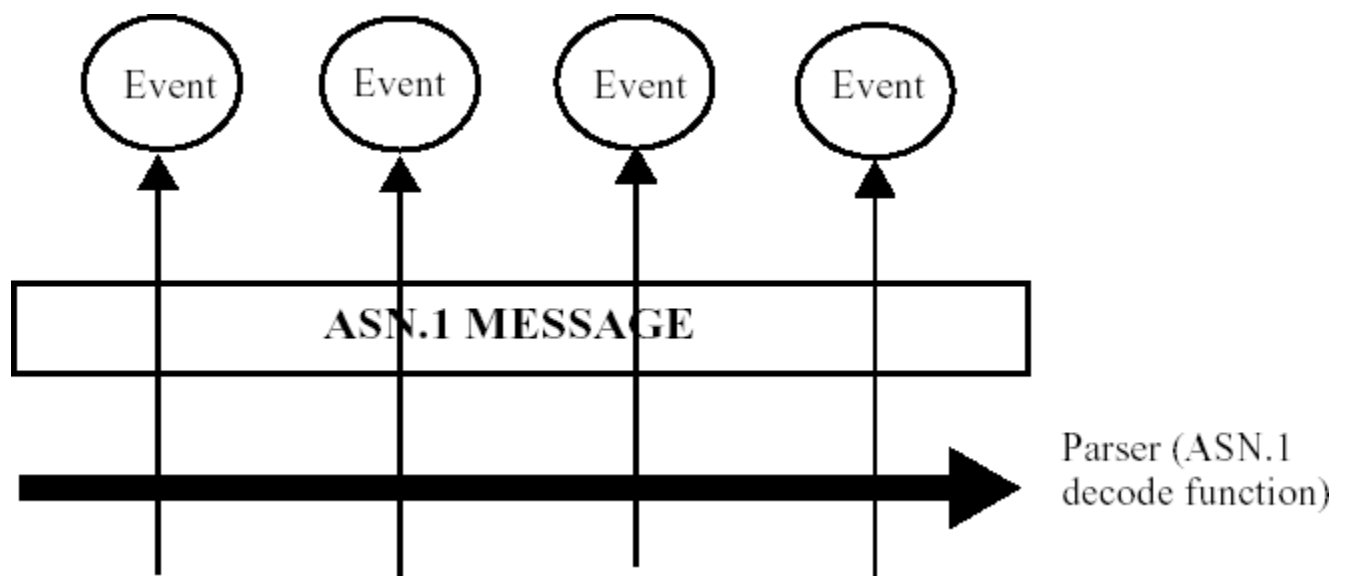 Event
Event
Event
Event
ASN.1 MESSAGE
Parser (ASN.1
decode function)